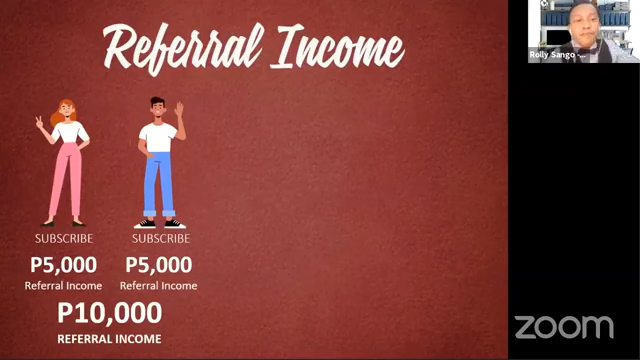 Referral Income
Rolly Sango -...
SUBSCRIBE
SUBSCRIBE
P5,000
P5,000
Referral Income
Referral Income
P10,000
REFERRAL INCOME
zoom